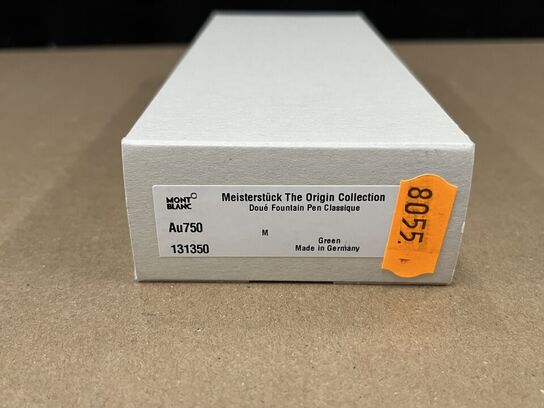 MONT
BLANC
Meisterstück The Origin Collection
Doué Fountain Pen Classique
Au750
M
Green
131350
Made in Germany
8055.